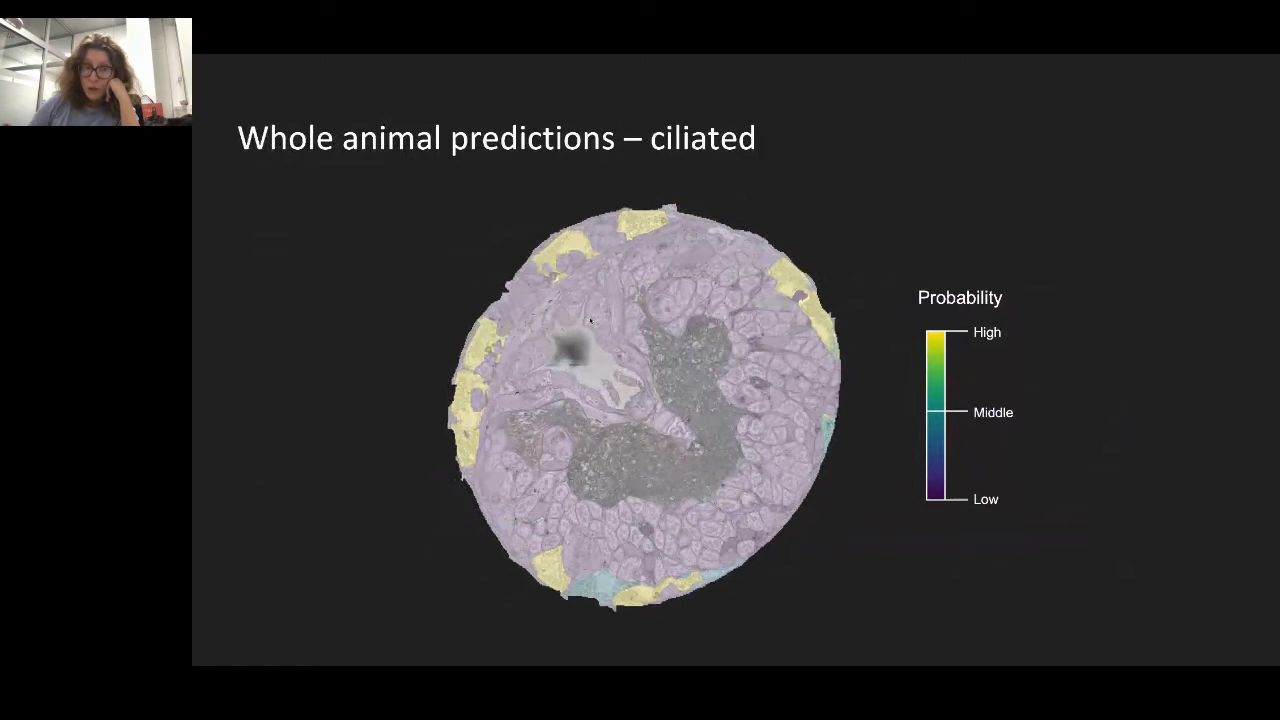 Whole animal predictions – ciliated
Probability
High
Middle
Low